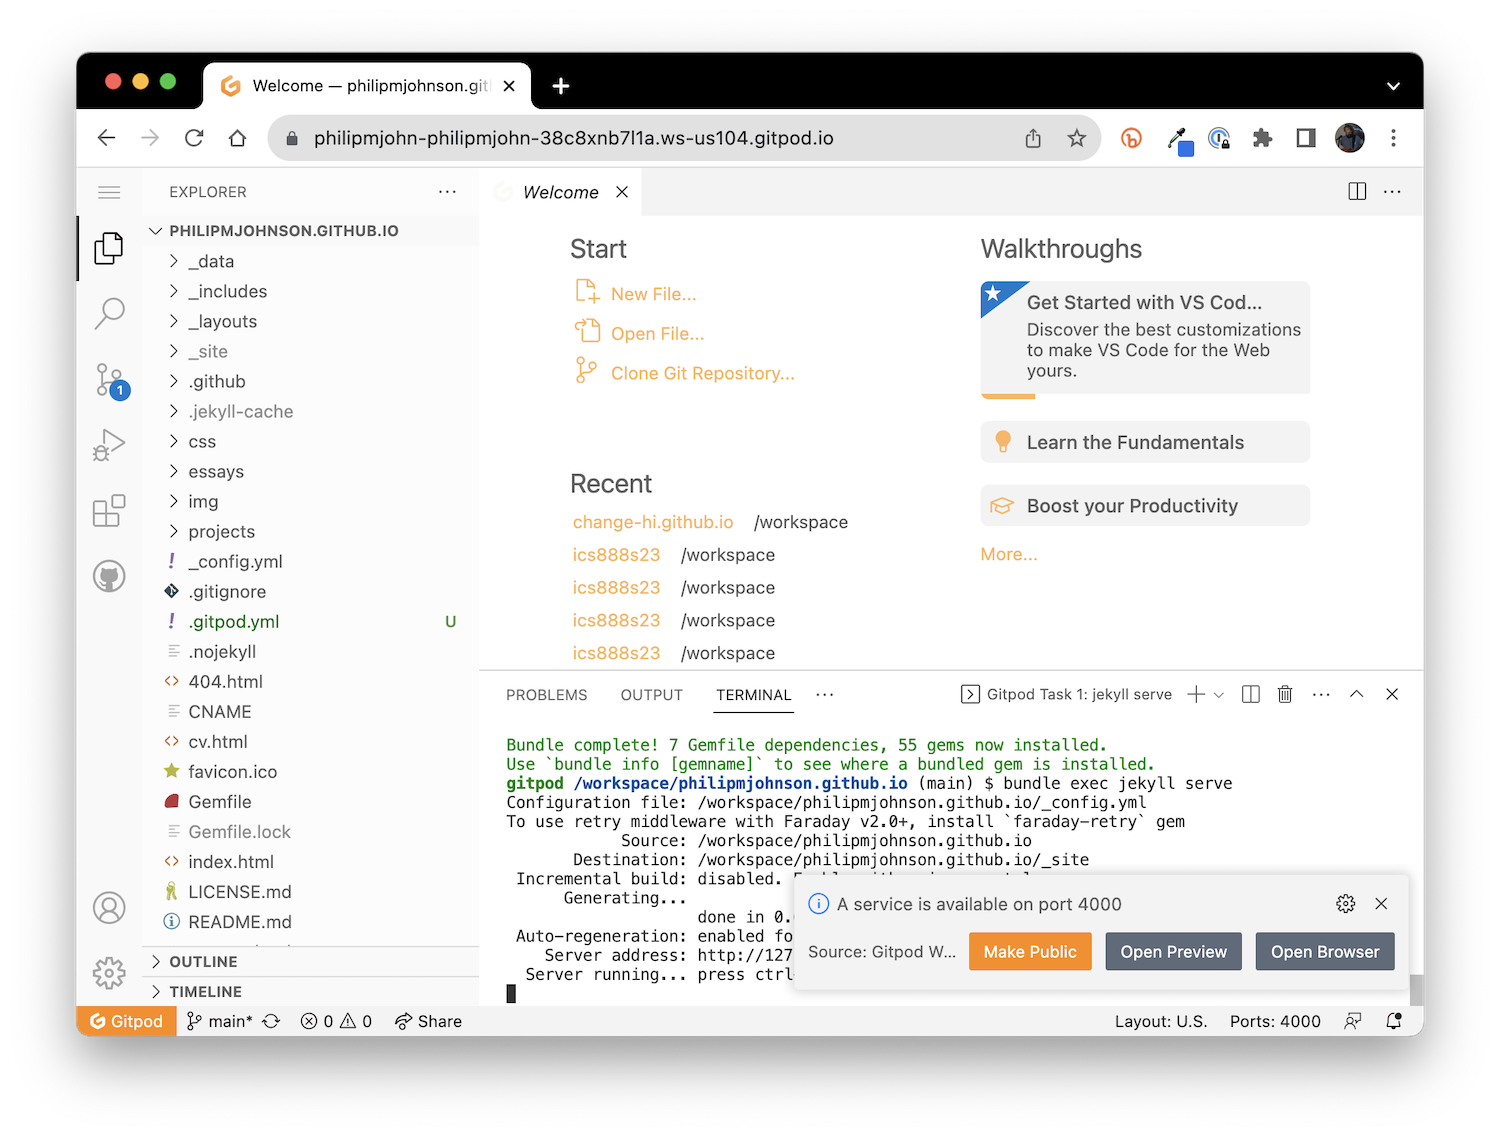 Welcome — philipmjohnson.git
philipmjohn-philipmjohn-38c8xnb7l1a.ws-us104.gitpod.io
EXPLORER
PHILIPMJOHNSON.GITHUB.IO
_data
_includes
_layouts
_site
.github
.jekyll-cache
css
essays
img
projects
! _config.yml
.gitignore
! .gitpod.yml U
.nojekyll
404.html
CNAME
cv.html
favicon.ico
Gemfile
Gemfile.lock
index.html
LICENSE.md
README.md
OUTLINE
TIMELINE
1
Welcome
Start
New File...
Open File...
Clone Git Repository...
Recent
change-hi.github.io /workspace
ics888s23 /workspace
ics888s23 /workspace
ics888s23 /workspace
ics888s23 /workspace
Walkthroughs
Get Started with VS Cod...
Discover the best customizations
to make VS Code for the Web
yours.
Learn the Fundamentals
Boost your Productivity
More...
PROBLEMS OUTPUT TERMINAL ··· Gitpod Task 1: jekyll serve
Bundle complete! 7 Gemfile dependencies, 55 gems now installed.
Use `bundle info [gemname]` to see where a bundled gem is installed.
gitpod /workspace/philipmjohnson.github.io (main) $ bundle exec jekyll serve
Configuration file: /workspace/philipmjohnson.github.io/_config.yml
To use retry middleware with Faraday v2.0+, install `faraday-retry` gem
Source: /workspace/philipmjohnson.github.io
Destination: /workspace/philipmjohnson.github.io/_site
Incremental build: disabled.
Generating...
done in 0.
Auto-regeneration: enabled fo
Server address: http://127
Server running... press ctrl
A service is available on port 4000
Source: Gitpod W... Make Public Open Preview Open Browser
Gitpod main* 0 0 Share Layout: U.S. Ports: 4000